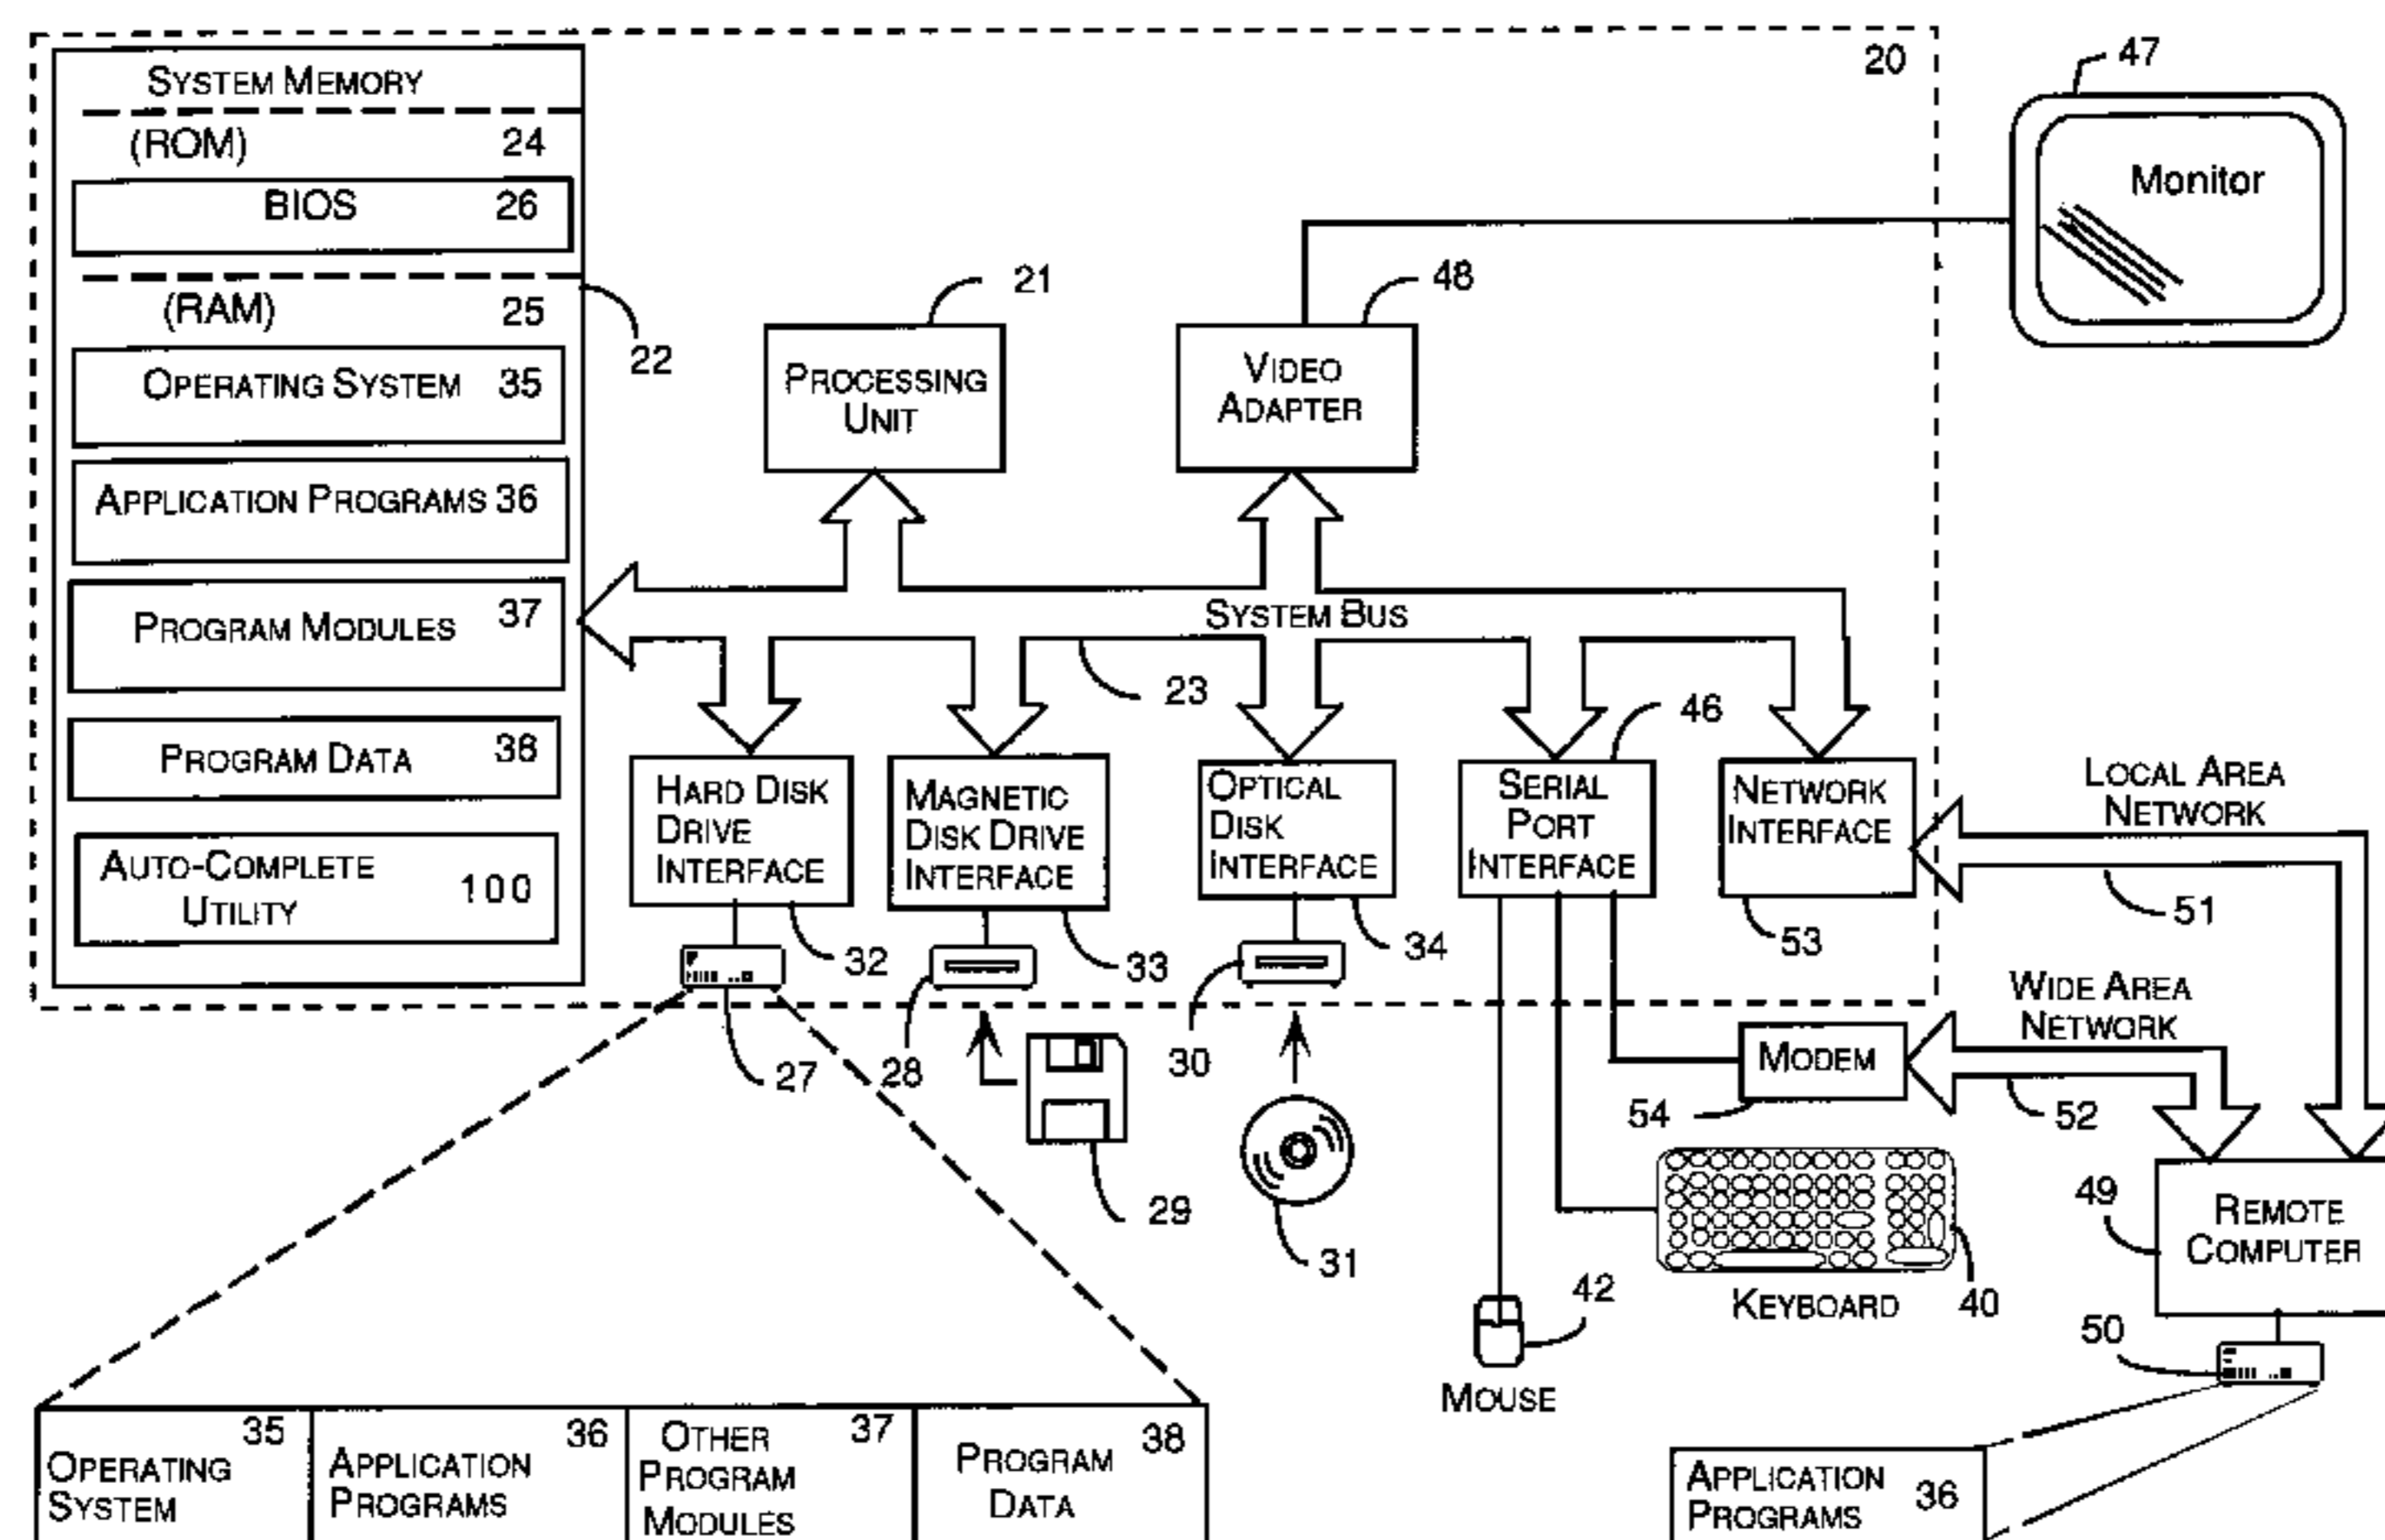 20
47
SYSTEM MEMORY
(ROM) 24
BIOS 26
Monitor
(RAM) 25
22
21
48
OPERATING SYSTEM 35
PROCESSING
UNIT
VIDEO
ADAPTER
APPLICATION PROGRAMS 36
PROGRAM MODULES 37
SYSTEM BUS
23
46
PROGRAM DATA 38
HARD DISK
DRIVE
INTERFACE
MAGNETIC
DISK DRIVE
INTERFACE
OPTICAL
DISK
INTERFACE
SERIAL
PORT
INTERFACE
NETWORK
INTERFACE
LOCAL AREA
NETWORK
AUTO-COMPLETE
UTILITY 100
32
33
34
53
51
WIDE AREA
NETWORK
27
28
30
MODEM
54
52
29
31
49
REMOTE
COMPUTER
42
KEYBOARD 40
MOUSE
50
OPERATING
SYSTEM
35
APPLICATION
PROGRAMS
36
OTHER
PROGRAM
MODULES
37
PROGRAM
DATA
38
APPLICATION
PROGRAMS
36